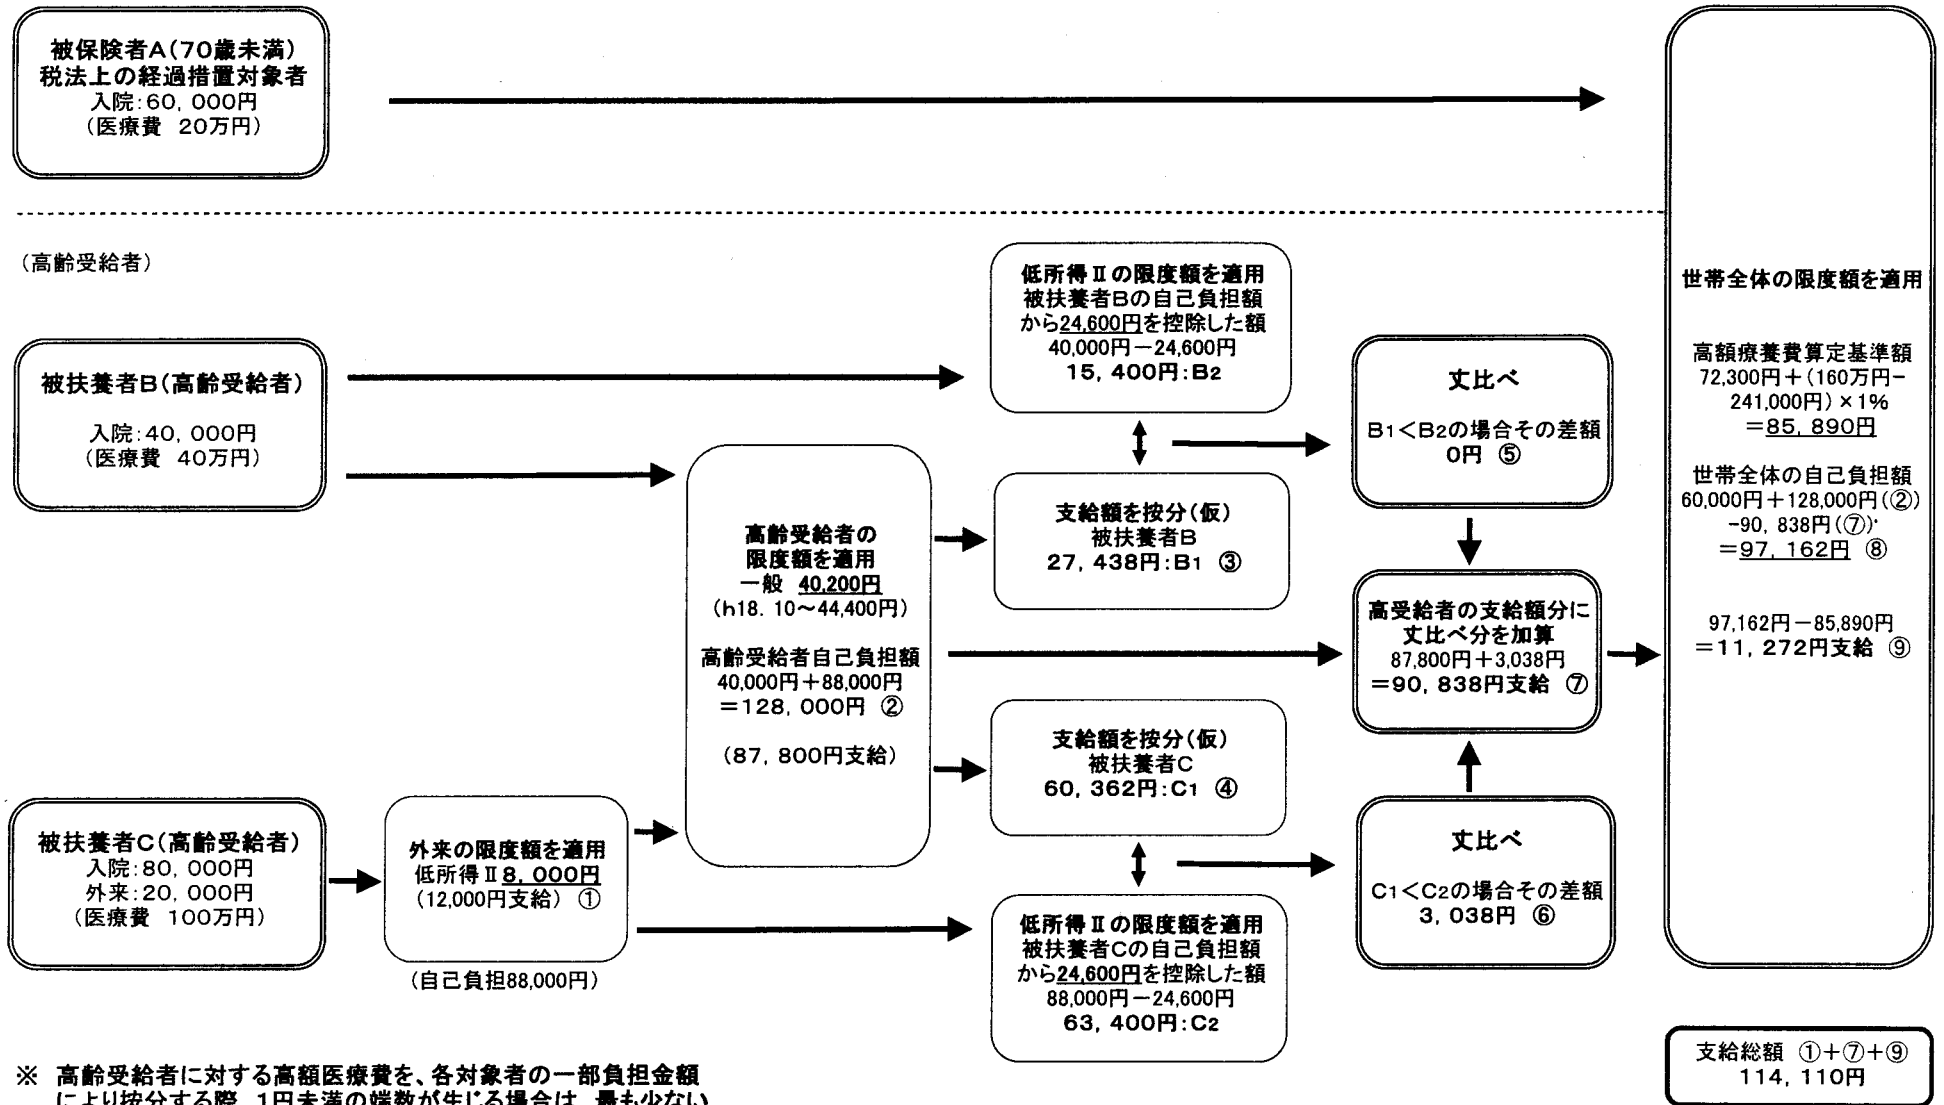 被保険者A(70歳未満)
税法上の経過措置対象者
入院:60,000円
(医療費 20万円)
(高齢受給者)
被扶養者B(高齢受給者)
入院:40,000円
(医療費 40万円)
被扶養者C(高齢受給者)
入院:80,000円
外来:20,000円
(医療費 100万円)
外来の限度額を適用
低所得Ⅱ8,000円
(12,000円支給) ①
(自己負担88,000円)
高齢受給者の
限度額を適用
一般 40,200円
(h18.10～44,400円)
高齢受給者自己負担額
40,000円+88,000円
=128,000円 ②
(87,800円支給)
低所得Ⅱの限度額を適用
被扶養者Bの自己負担額
から24,600円を控除した額
40,000円-24,600円
15,400円:B2
支給額を按分(仮)
被扶養者B
27,438円:B1 ③
支給額を按分(仮)
被扶養者C
60,362円:C1 ④
低所得Ⅱの限度額を適用
被扶養者Cの自己負担額
から24,600円を控除した額
88,000円-24,600円
63,400円:C2
丈比べ
B1<B2の場合その差額
0円 ⑤
高受給者の支給額分に
丈比べ分を加算
87,800円+3,038円
=90,838円支給 ⑦
丈比べ
C1<C2の場合その差額
3,038円 ⑥
世帯全体の限度額を適用
高額療養費算定基準額
72,300円+(160万円-
241,000円)×1%
=85,890円
世帯全体の自己負担額
60,000円+128,000円(②)
-90,838円(⑦)
=97,162円 ⑧
97,162円-85,890円
=11,272円支給 ⑨
支給総額 ①+⑦+⑨
114,110円
※ 高齢受給者に対する高額医療費を、各対象者の一部負担金額
により按分する際、1円未満の端数が生じる場合は、最も少ない